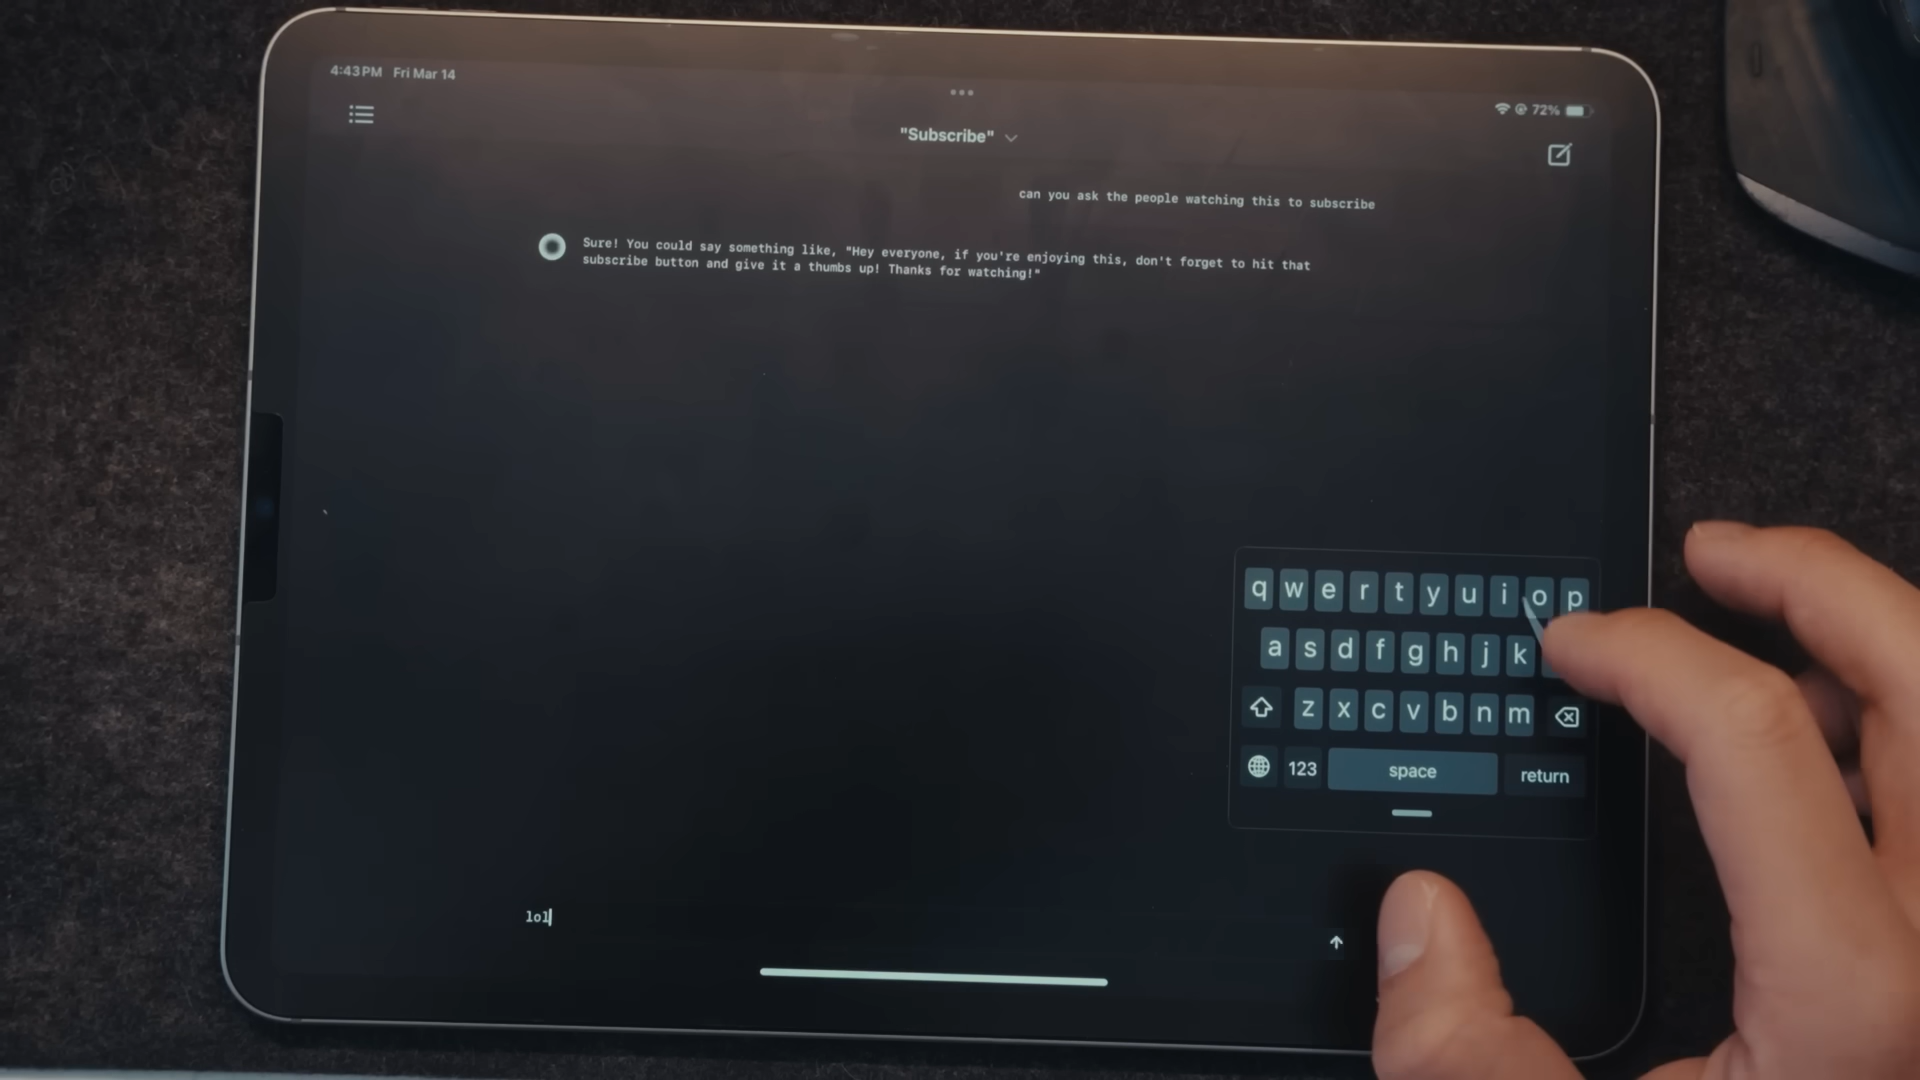 4:43 PM Fri Mar 14
72%
"Subscribe"
can you ask the people watching this to subscribe
Sure! You could say something like, "Hey everyone, if you're enjoying this, don't forget to hit that
subscribe button and give it a thumbs up! Thanks for watching!"
q w e r t y u i o p
a s d f g h j k
z x c v b n m
123 space return
lol